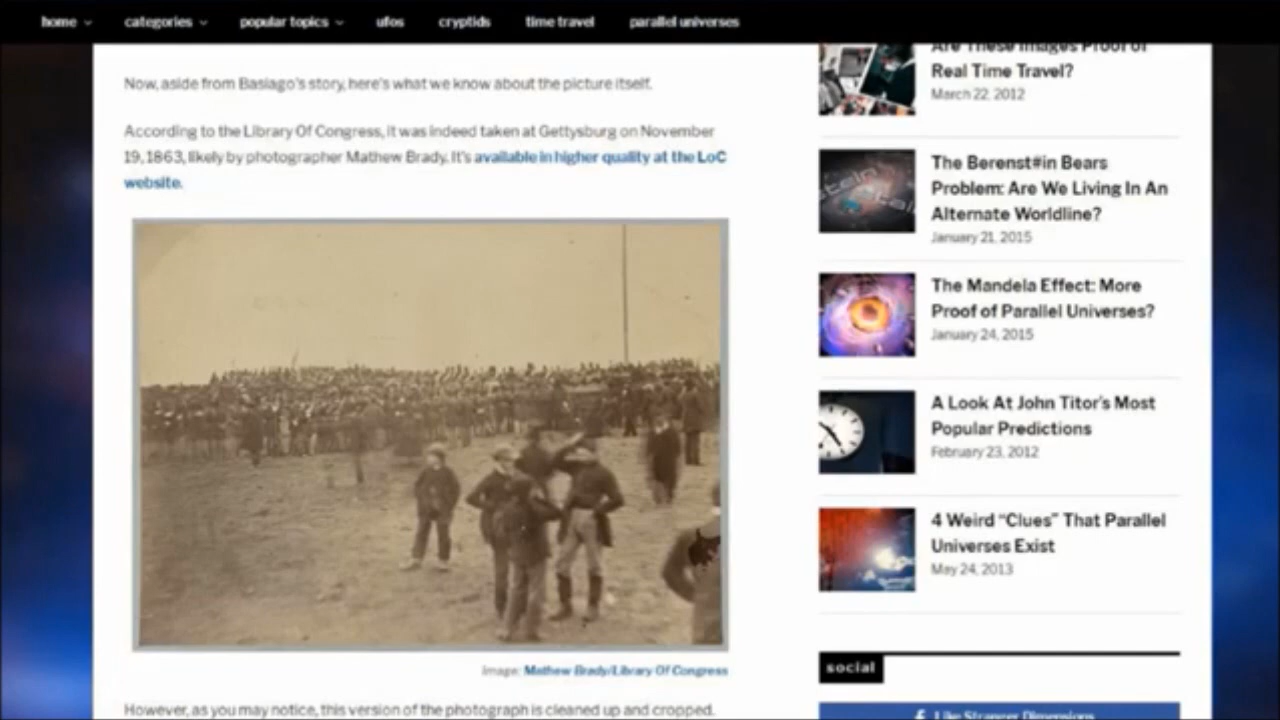 home categories popular topics ufos cryptids time travel parallel universes
Now, aside from Basiago's story, here's what we know about the picture itself.
According to the Library Of Congress, it was indeed taken at Gettysburg on November
19, 1863, likely by photographer Mathew Brady. It's available in higher quality at the LoC
website.
Image: Mathew Brady/Library Of Congress
However, as you may notice, this version of the photograph is cleaned up and cropped.
Are These Images Proof of
Real Time Travel?
March 22, 2012
The Berenst#in Bears
Problem: Are We Living In An
Alternate Worldline?
January 21, 2015
The Mandela Effect: More
Proof of Parallel Universes?
January 24, 2015
A Look At John Titor's Most
Popular Predictions
February 23, 2012
4 Weird “Clues” That Parallel
Universes Exist
May 24, 2013
social
Like Stranger Dimensions